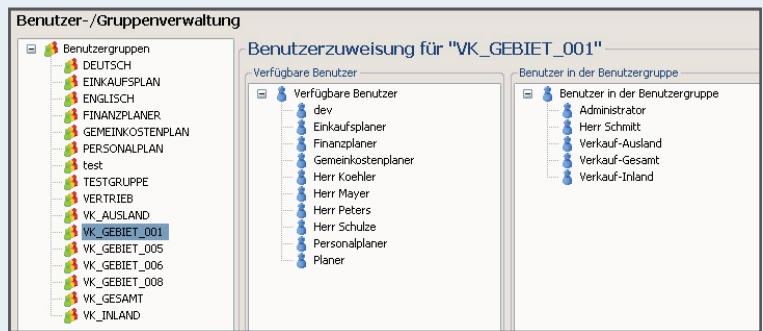 Benutzer-/Gruppenverwaltung
Benutzergruppen
DEUTSCH
EINKAUFSPLAN
ENGLISCH
FINANZPLANER
GEMEINKOSTENPLAN
PERSONALPLAN
test
TESTGRUPPE
VERTRIEB
VK_AUSLAND
VK_GEBIET_001
VK_GEBIET_005
VK_GEBIET_006
VK_GEBIET_008
VK_GESAMT
VK_INLAND
Benutzerzuweisung für "VK_GEBIET_001"
Verfügbare Benutzer
Verfügbare Benutzer
dev
Einkaufsplaner
Finanzplaner
Gemeinkostenplaner
Herr Koehler
Herr Mayer
Herr Peters
Herr Schulze
Personalplaner
Planer
Benutzer in der Benutzergruppe
Benutzer in der Benutzergruppe
Administrator
Herr Schmitt
Verkauf-Ausland
Verkauf-Gesamt
Verkauf-Inland